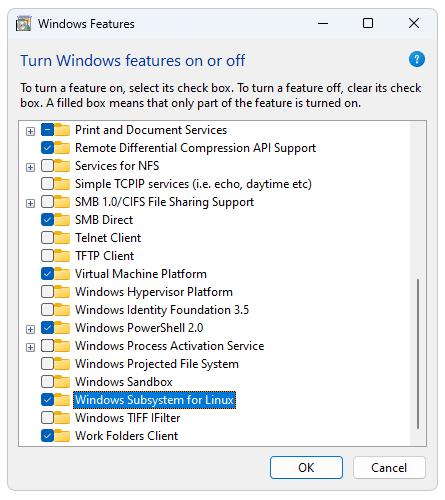 Windows Features
Turn Windows features on or off
To turn a feature on, select its check box. To turn a feature off, clear its check
box. A filled box means that only part of the feature is turned on.
Print and Document Services
Remote Differential Compression API Support
Services for NFS
Simple TCPIP services (i.e. echo, daytime etc)
SMB 1.0/CIFS File Sharing Support
SMB Direct
Telnet Client
TFTP Client
Virtual Machine Platform
Windows Hypervisor Platform
Windows Identity Foundation 3.5
Windows PowerShell 2.0
Windows Process Activation Service
Windows Projected File System
Windows Sandbox
Windows Subsystem for Linux
Windows TIFF IFilter
Work Folders Client
OK Cancel